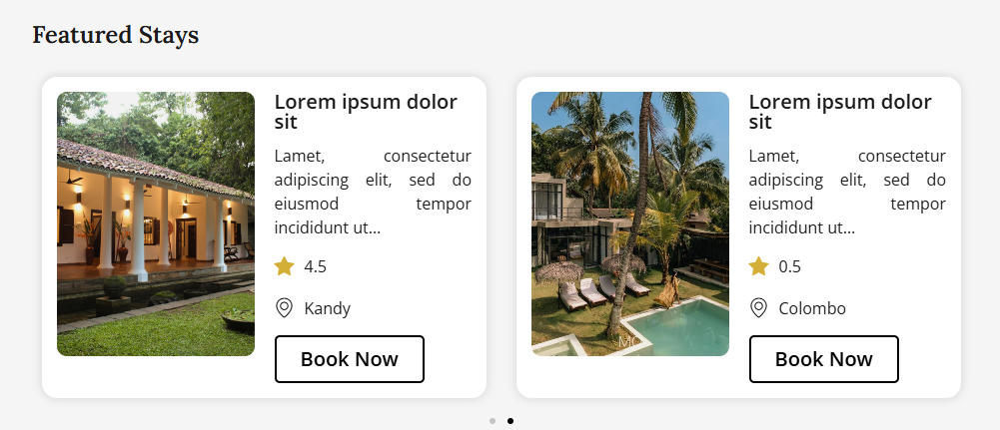 Featured Stays
Lorem ipsum dolor
sit
Lamet, consectetur
adipiscing elit, sed do
eiusmod tempor
incididunt ut...
4.5
Kandy
Book Now
Lorem ipsum dolor
sit
Lamet, consectetur
adipiscing elit, sed do
eiusmod tempor
incididunt ut...
0.5
Colombo
Book Now